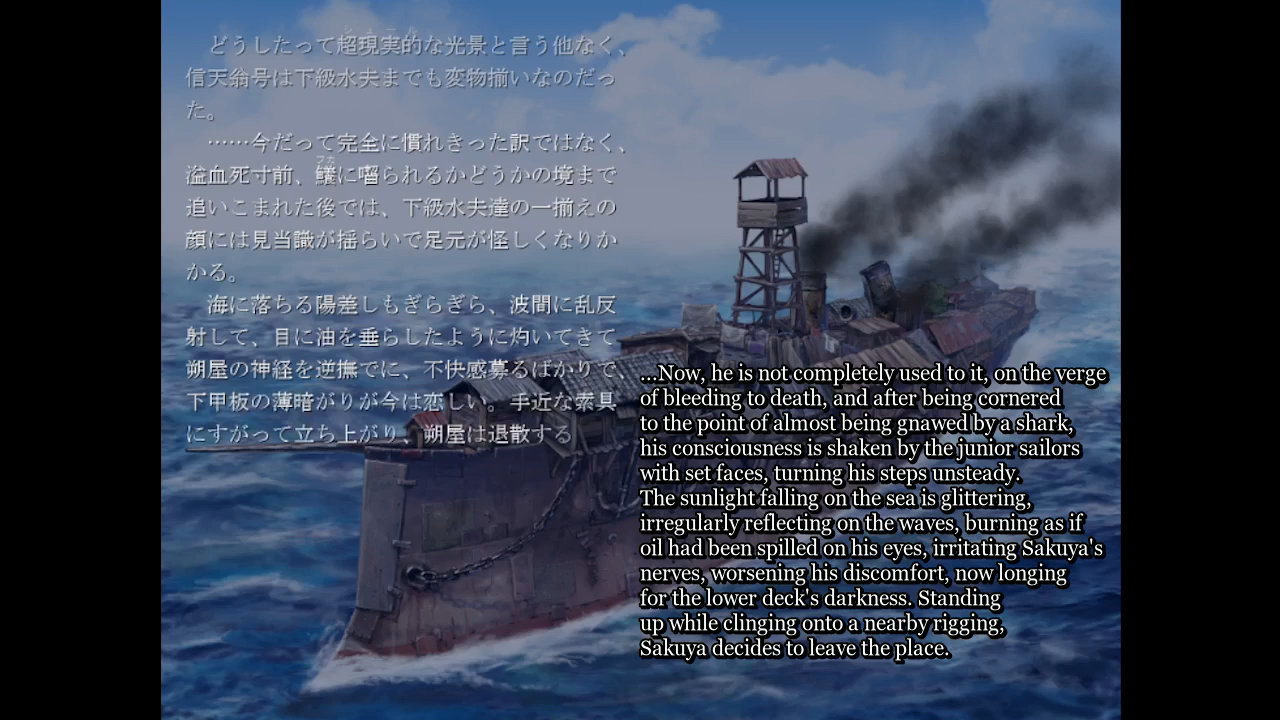 どうしたって超現実的な光景と言う他なく、
信天翁号は下級水夫までも変物揃いなのだっ
た。
……今だって完全に慣れきった訳ではなく、
溢血死寸前、鱶に囓られるかどうかの境まで
追いこまれた後では、下級水夫達の一揃えの
顔には見当識が揺らいで足元が怪しくなりか
かる。
海に落ちる陽差しもぎらぎら、波間に乱反
射して、目に油を垂らしたように灼いてきて
朔屋の神経を逆撫でに、不快感募るばかりで、
下甲板の薄暗がりが今は恋しい。手近な索具
にすがって立ち上がり、朔屋は退散する
...Now, he is not completely used to it, on the verge
of bleeding to death, and after being cornered
to the point of almost being gnawed by a shark,
his consciousness is shaken by the junior sailors
with set faces, turning his steps unsteady.
The sunlight falling on the sea is glittering,
irregularly reflecting on the waves, burning as if
oil had been spilled on his eyes, irritating Sakuya's
nerves, worsening his discomfort, now longing
for the lower deck's darkness. Standing
up while clinging onto a nearby rigging,
Sakuya decides to leave the place.